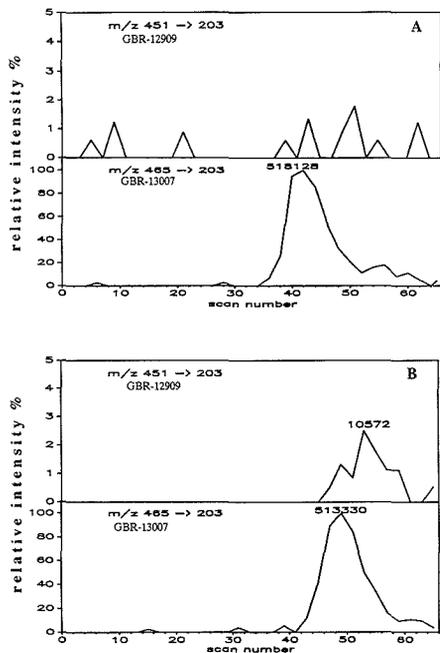 A
m/z 451 -> 203
GBR-12909
5
4
3
2
1
0
m/z 465 -> 203
GBR-13007
518128
100
80
60
40
20
0
0 10 20 30 40 50 60
scan number
relative intensity %
B
m/z 451 -> 203
GBR-12909
10572
5
4
3
2
1
0
m/z 465 -> 203
GBR-13007
513330
100
80
60
40
20
0
0 10 20 30 40 50 60
scan number
relative intensity %